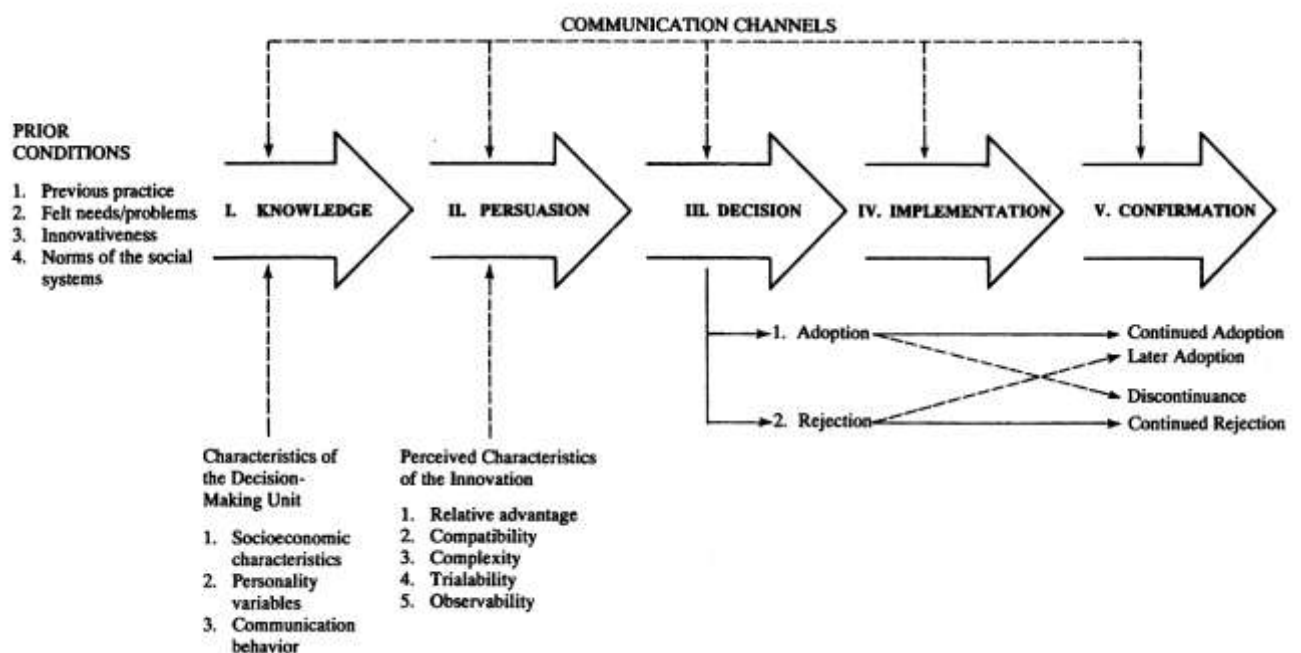 COMMUNICATION CHANNELS
PRIOR
CONDITIONS
1. Previous practice
2. Felt needs/problems
3. Innovativeness
4. Norms of the social
systems
I. KNOWLEDGE
II. PERSUASION
III. DECISION
IV. IMPLEMENTATION
V. CONFIRMATION
1. Adoption
2. Rejection
Continued Adoption
Later Adoption
Discontinuance
Continued Rejection
Characteristics of
the Decision-
Making Unit
1. Socioeconomic
characteristics
2. Personality
variables
3. Communication
behavior
Perceived Characteristics
of the Innovation
1. Relative advantage
2. Compatibility
3. Complexity
4. Trialability
5. Observability